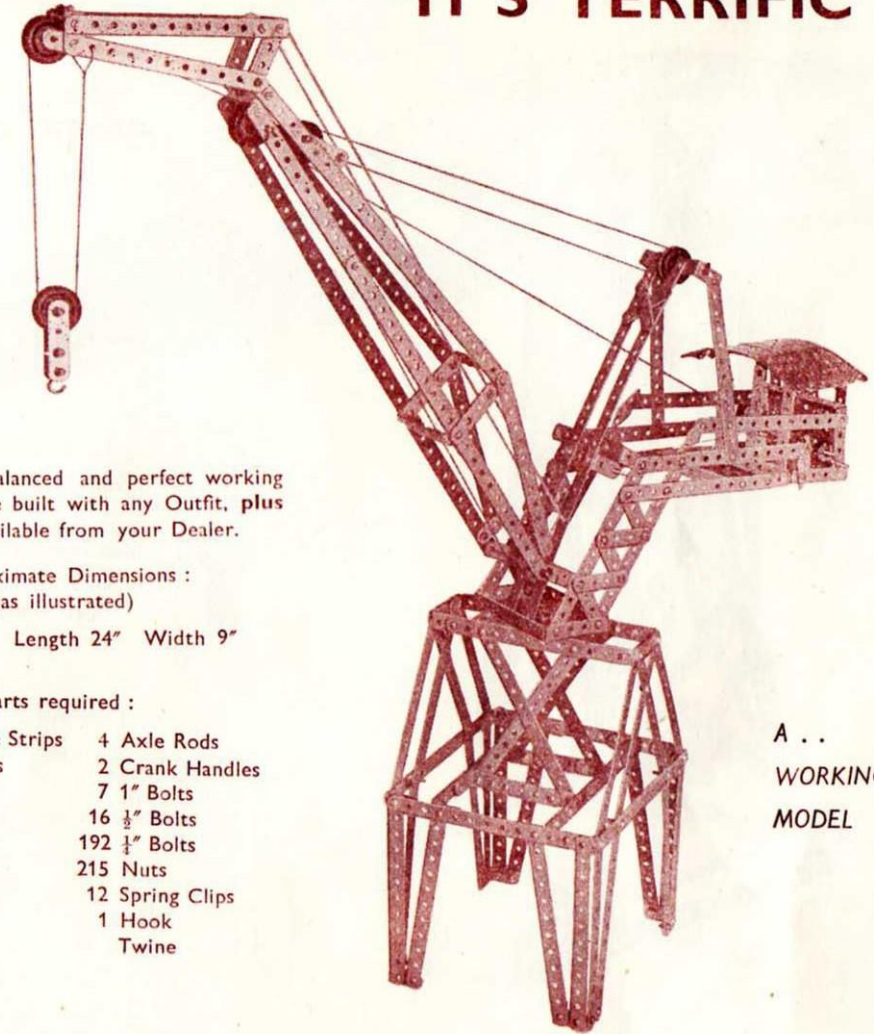 IT'S TERRIFIC
alanced and perfect working
built with any Outfit, plus
ilable from your Dealer.
ximate Dimensions :
as illustrated)
Length 24″ Width 9″
arts required :
Strips 4 Axle Rods
2 Crank Handles
7 1″ Bolts
16 ½″ Bolts
192 ¼″ Bolts
215 Nuts
12 Spring Clips
1 Hook
Twine
A . .
WORKING
MODEL